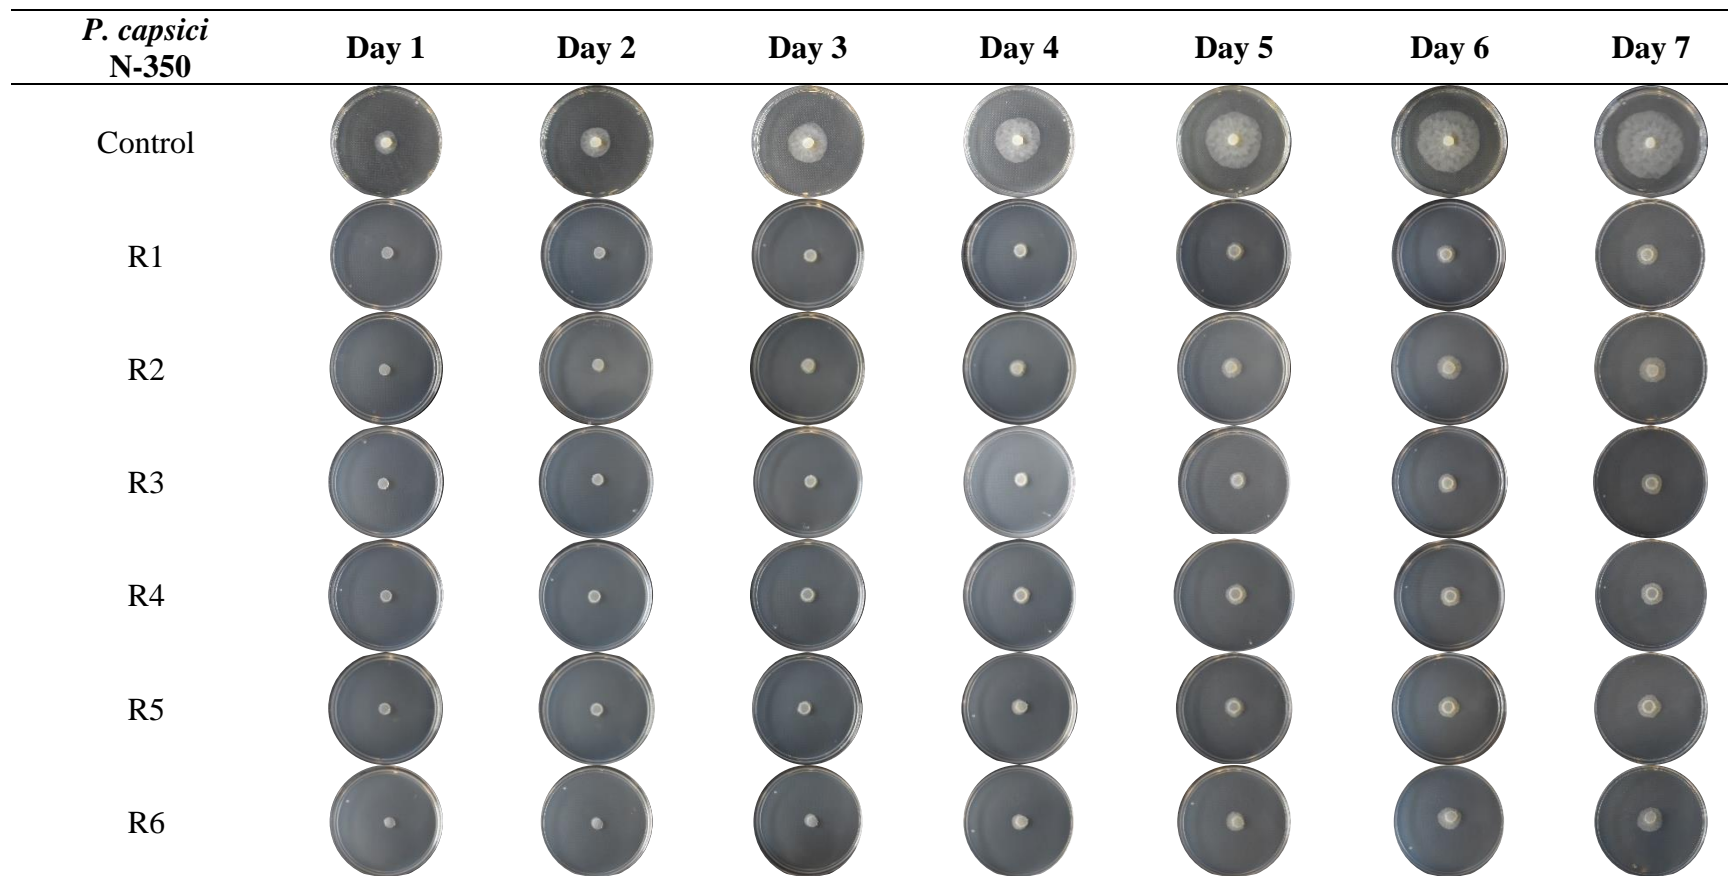 P. capsici
N-350
Day 1
Day 2
Day 3
Day 4
Day 5
Day 6
Day 7
Control
R1
R2
R3
R4
R5
R6